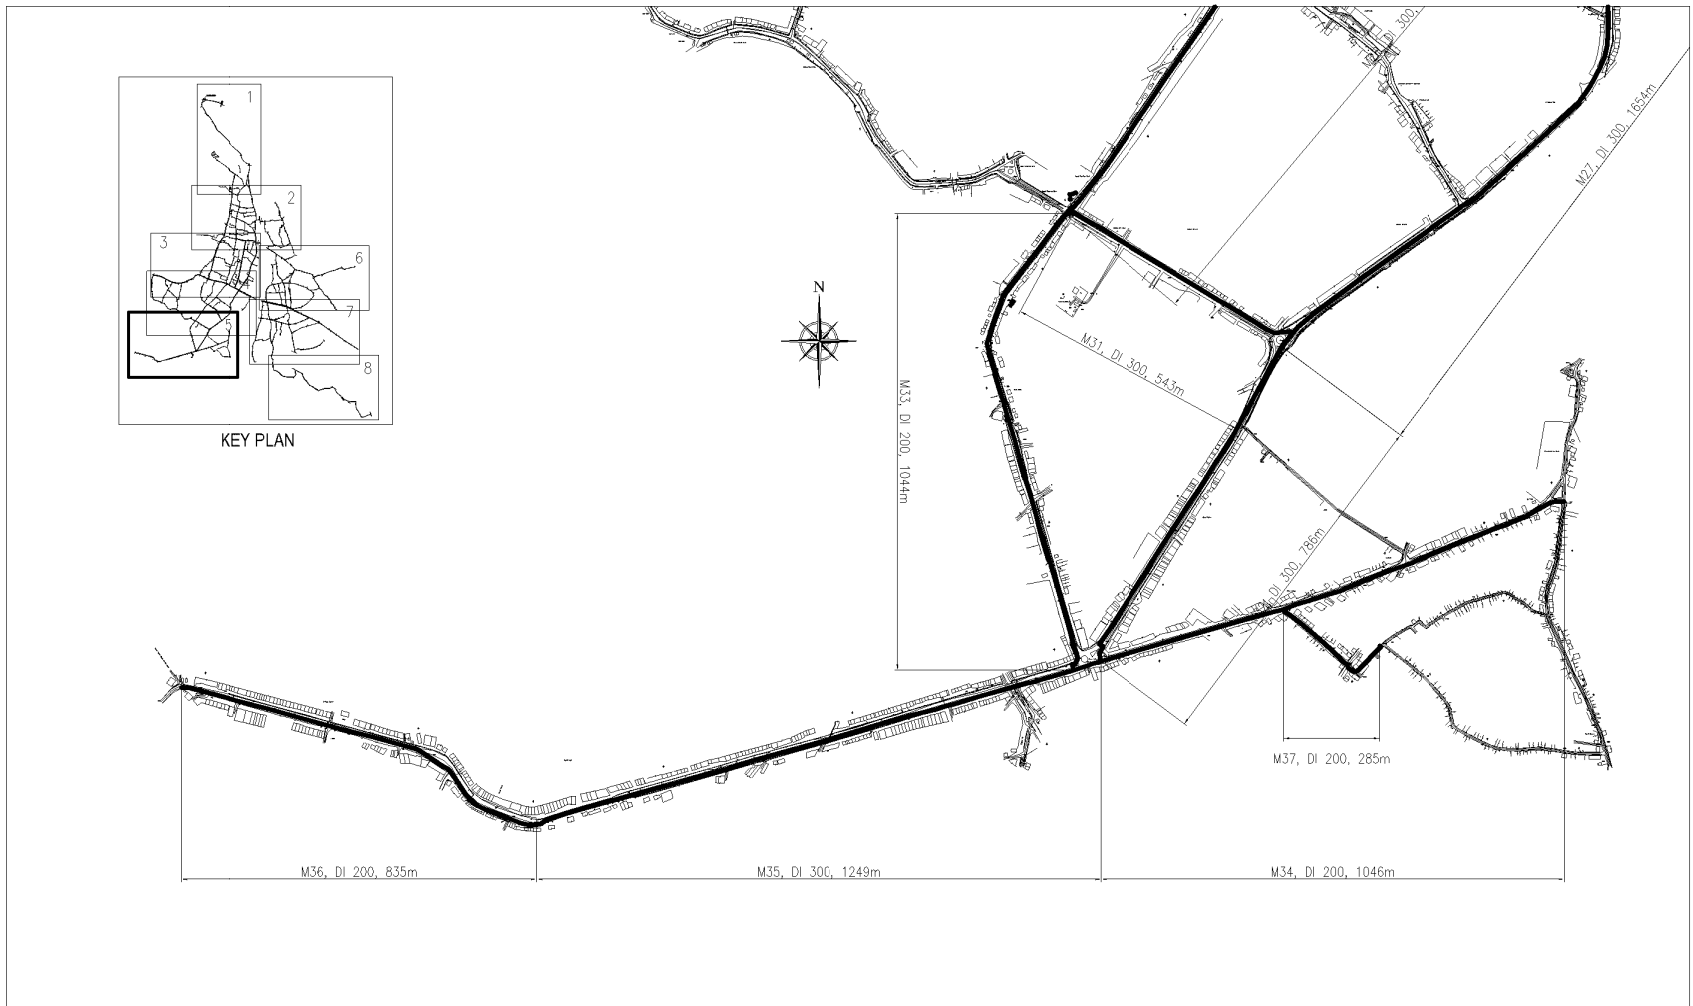 1
2
3
6
7
5
8
KEY PLAN
N
300,
M27, DI 300, 1654m
M31, DI 300, 543m
M33, DI 200, 1044m
DI 300, 786m
M37, DI 200, 285m
M36, DI 200, 835m
M35, DI 300, 1249m
M34, DI 200, 1046m